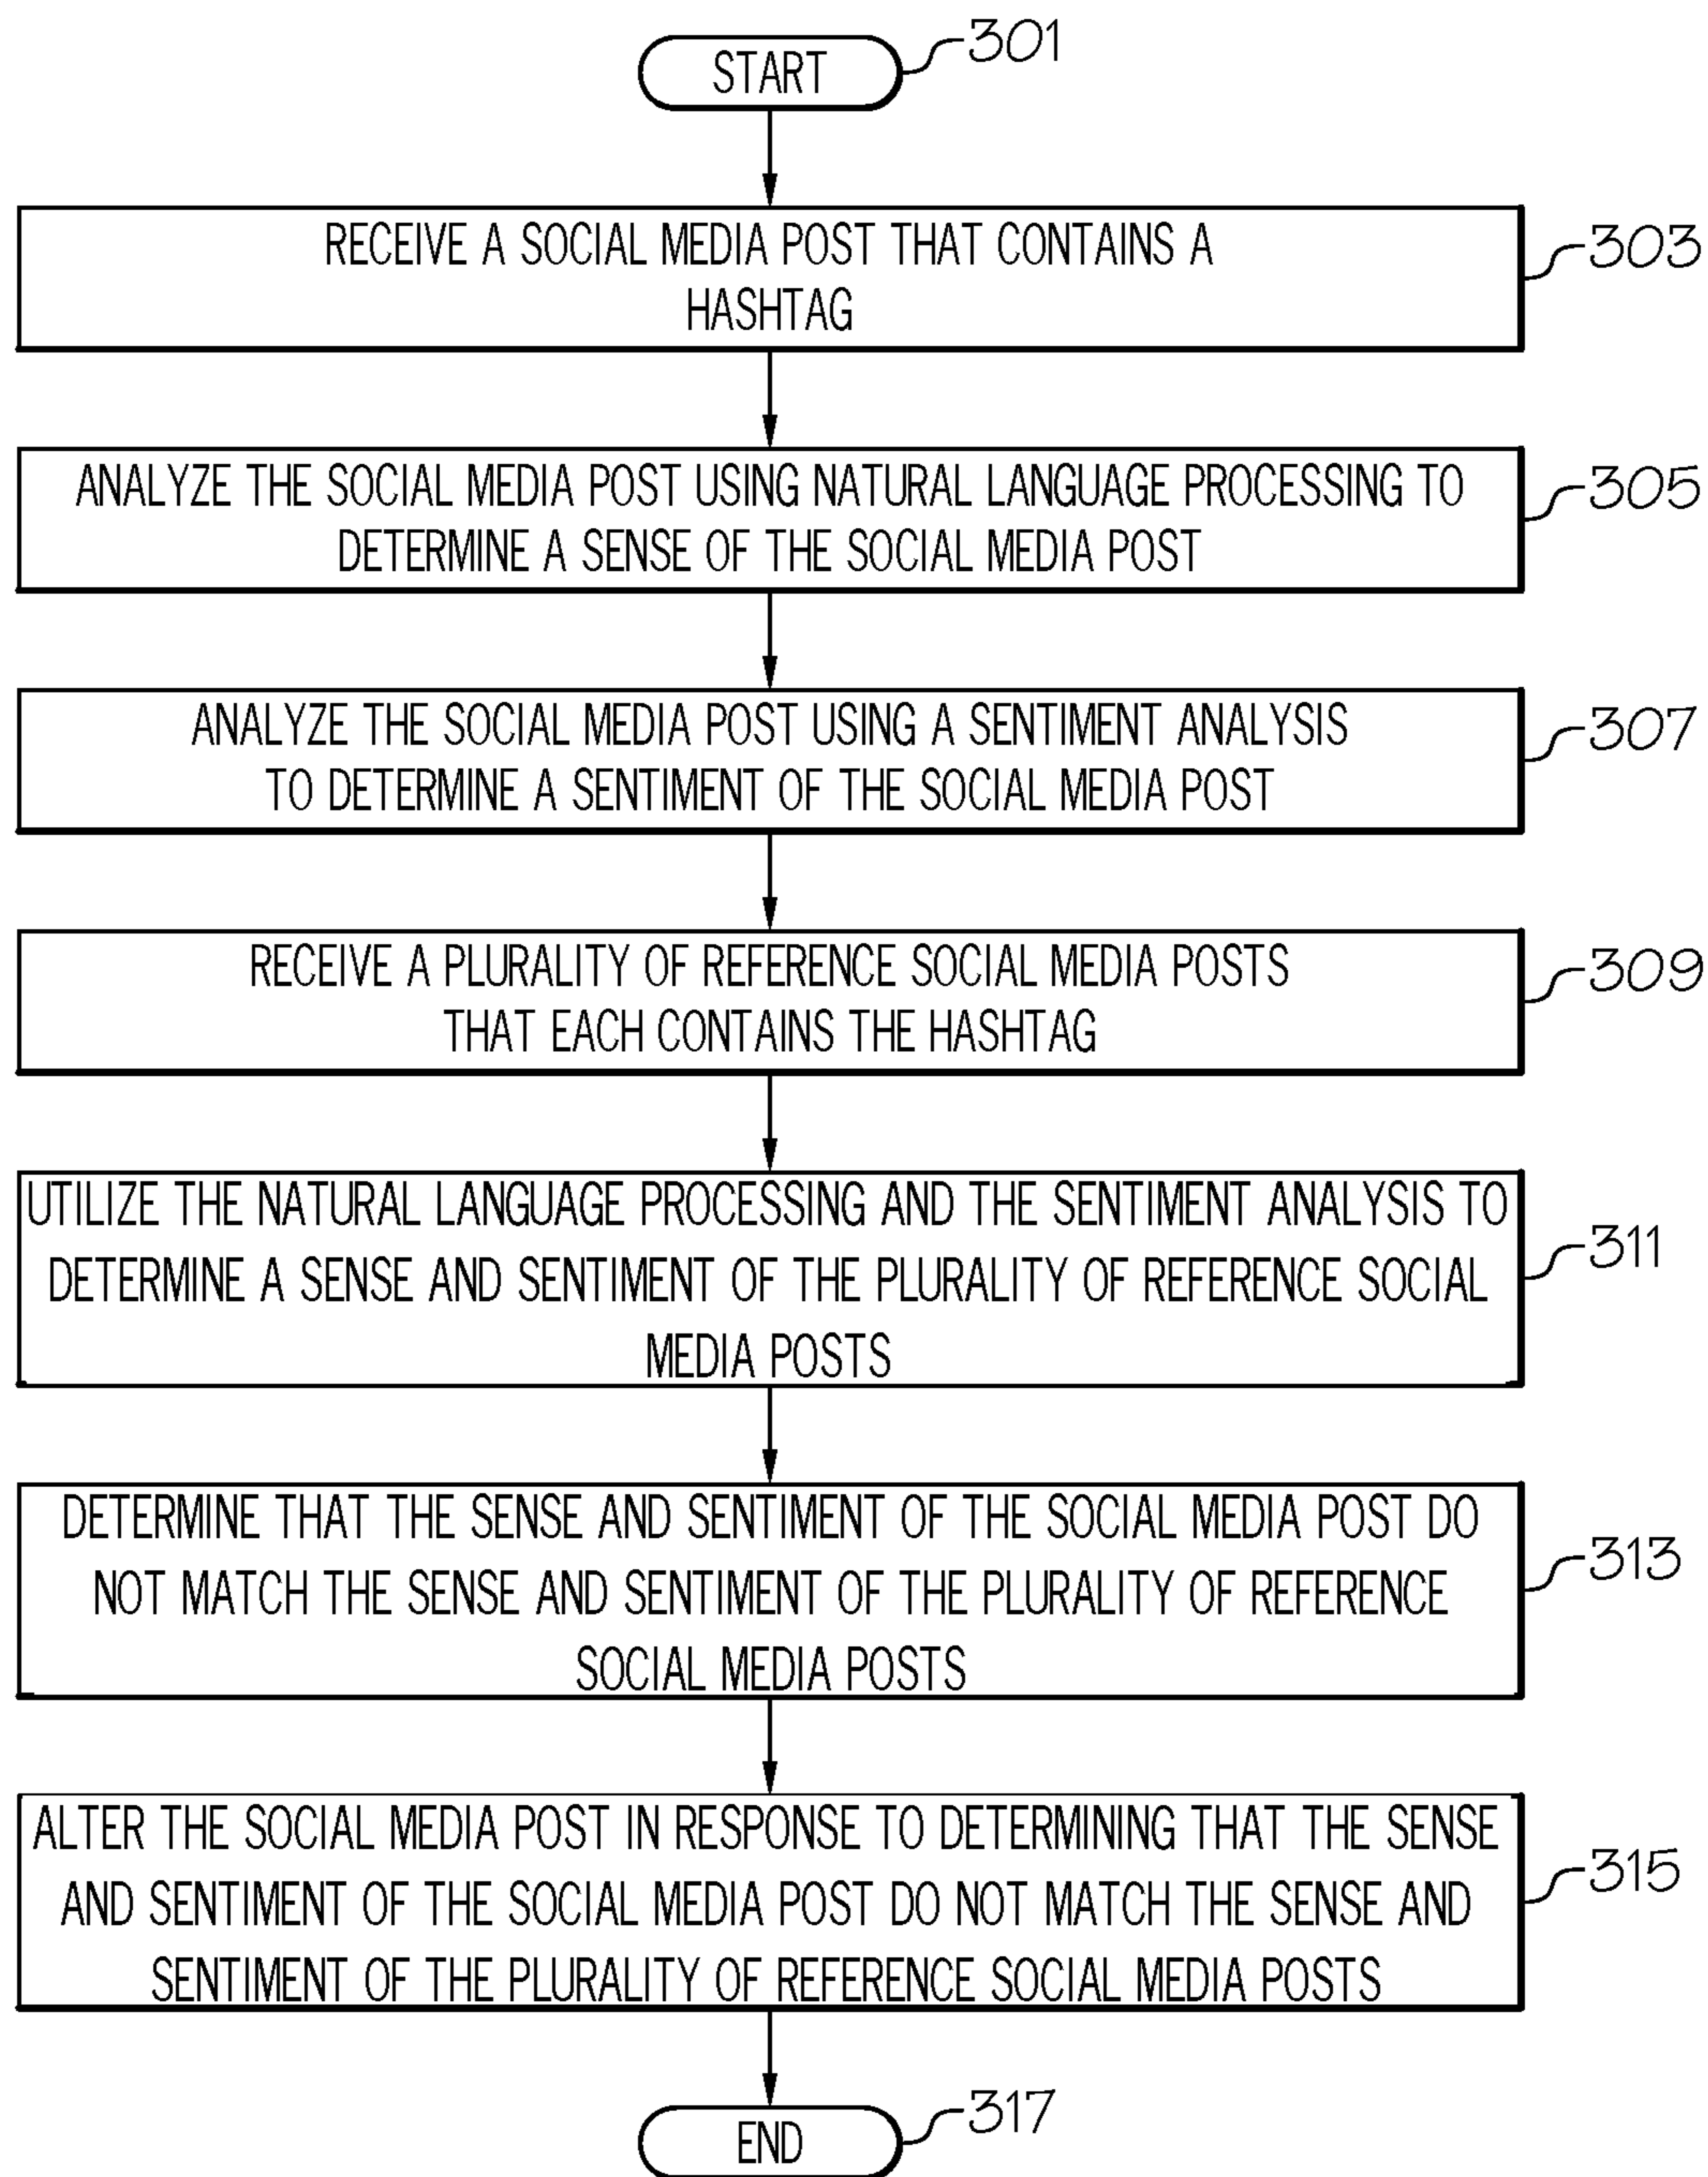 START
301
RECEIVE A SOCIAL MEDIA POST THAT CONTAINS A
HASHTAG
303
ANALYZE THE SOCIAL MEDIA POST USING NATURAL LANGUAGE PROCESSING TO
DETERMINE A SENSE OF THE SOCIAL MEDIA POST
305
ANALYZE THE SOCIAL MEDIA POST USING A SENTIMENT ANALYSIS
TO DETERMINE A SENTIMENT OF THE SOCIAL MEDIA POST
307
RECEIVE A PLURALITY OF REFERENCE SOCIAL MEDIA POSTS
THAT EACH CONTAINS THE HASHTAG
309
UTILIZE THE NATURAL LANGUAGE PROCESSING AND THE SENTIMENT ANALYSIS TO
DETERMINE A SENSE AND SENTIMENT OF THE PLURALITY OF REFERENCE SOCIAL
MEDIA POSTS
311
DETERMINE THAT THE SENSE AND SENTIMENT OF THE SOCIAL MEDIA POST DO
NOT MATCH THE SENSE AND SENTIMENT OF THE PLURALITY OF REFERENCE
SOCIAL MEDIA POSTS
313
ALTER THE SOCIAL MEDIA POST IN RESPONSE TO DETERMINING THAT THE SENSE
AND SENTIMENT OF THE SOCIAL MEDIA POST DO NOT MATCH THE SENSE AND
SENTIMENT OF THE PLURALITY OF REFERENCE SOCIAL MEDIA POSTS
315
END
317